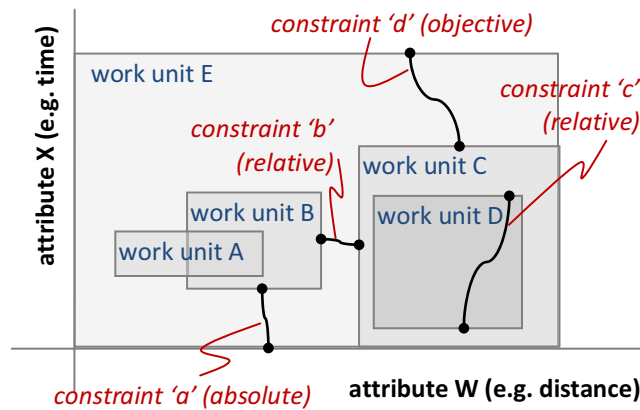 constraint ‘d’ (objective)
work unit E
constraint ‘c’
(relative)
constraint ‘b’
(relative)
work unit C
work unit B
work unit D
work unit A
attribute X (e.g. time)
constraint ‘a’ (absolute)
attribute W (e.g. distance)